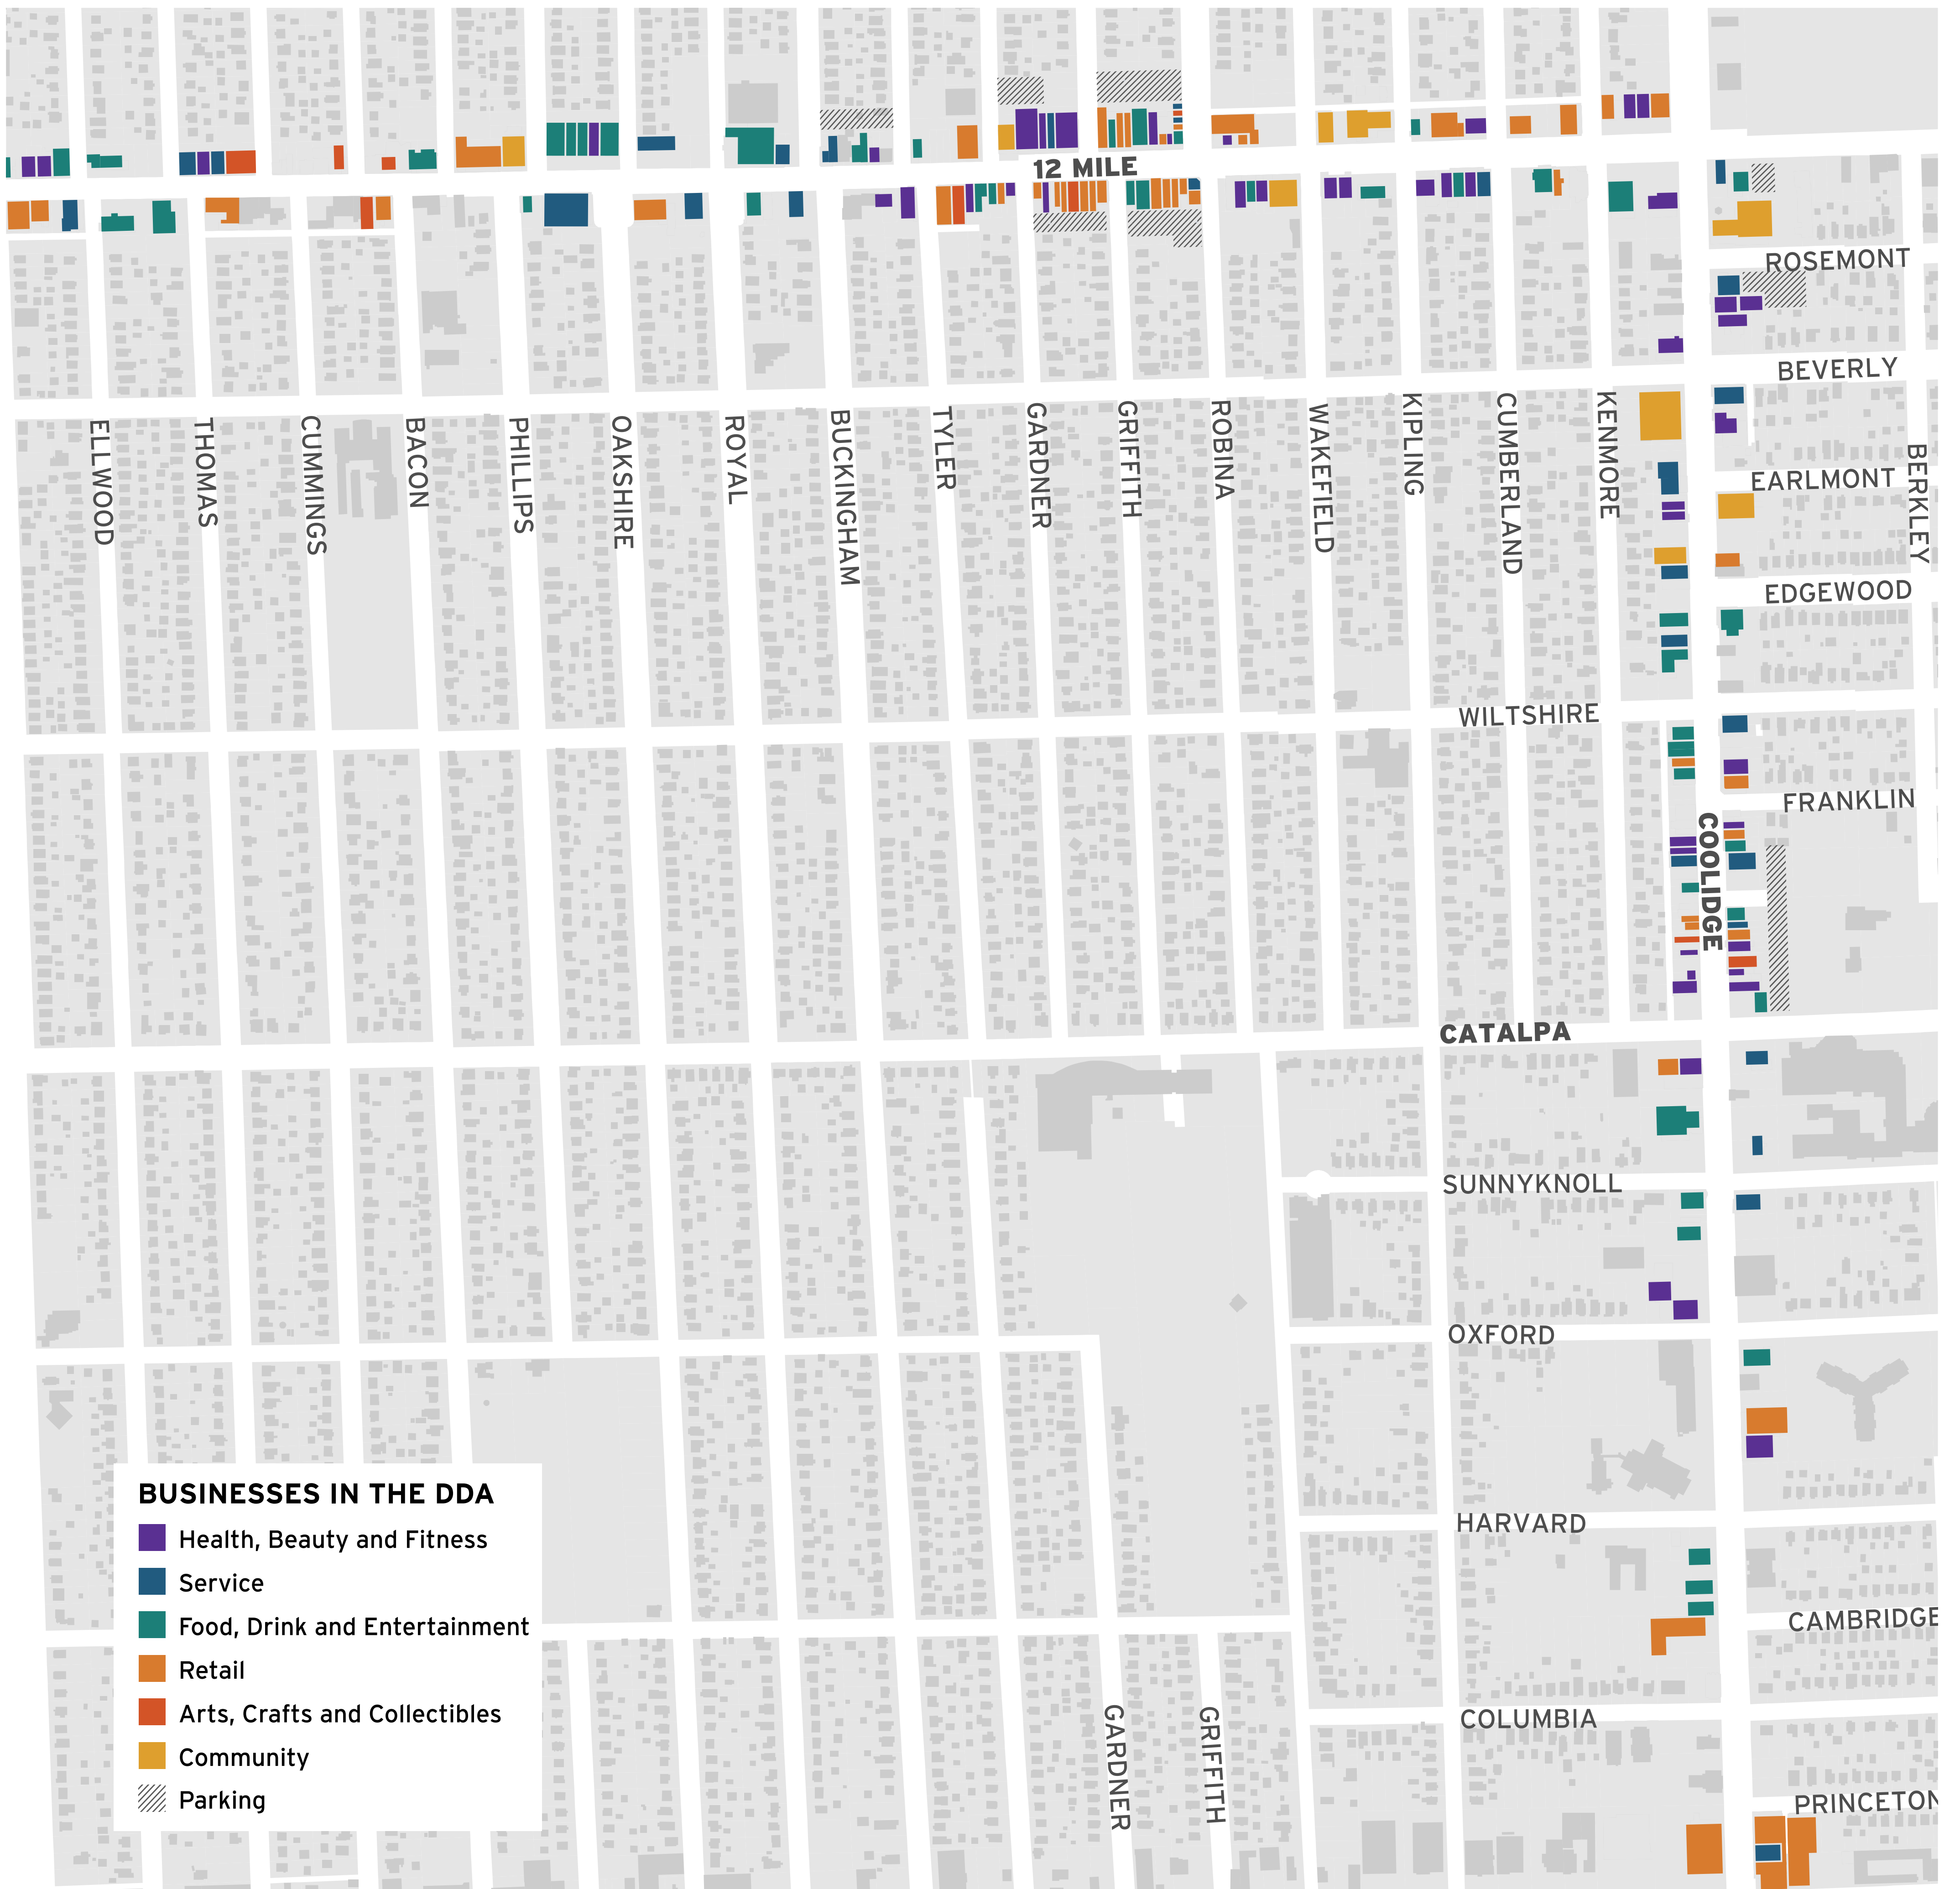 12 MILE
ROSEMONT
BEVERLY
ELLWOOD
THOMAS
CUMMINGS
BACON
PHILLIPS
OAKSHIRE
ROYAL
BUCKINGHAM
TYLER
GARDNER
GRIFFITH
ROBINA
WAKEFIELD
KIPLING
CUMBERLAND
KENMORE
BERKLEY
EARLMONT
EDGEWOOD
WILTSHIRE
FRANKLIN
COOLIDGE
CATALPA
SUNNYKNOLL
OXFORD
HARVARD
CAMBRIDGE
COLUMBIA
GARDNER
GRIFFITH
PRINCETON
BUSINESSES IN THE DDA
Health, Beauty and Fitness
Service
Food, Drink and Entertainment
Retail
Arts, Crafts and Collectibles
Community
Parking